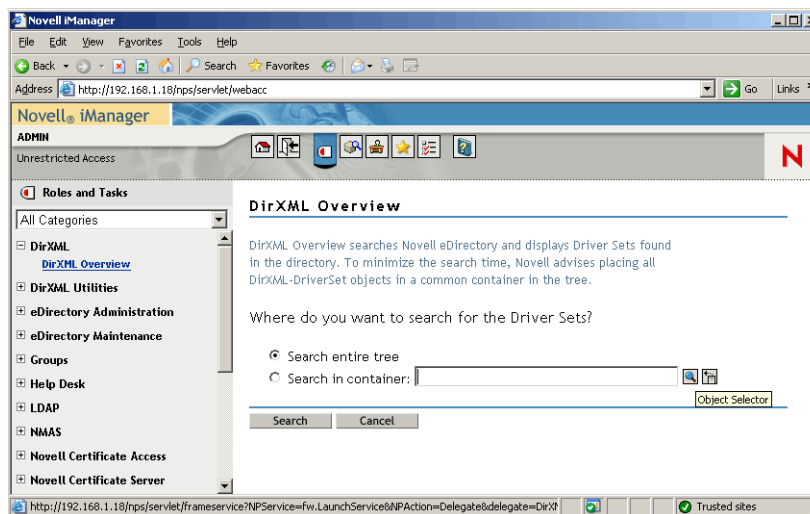 Novell iManager
File Edit View Favorites Tools Help
Back Search Favorites
Address http://192.168.1.18/nps/servlet/webacc Go Links »
Novell® iManager
ADMIN
Unrestricted Access
N
Roles and Tasks
All Categories
DirXML
DirXML Overview
DirXML Utilities
eDirectory Administration
eDirectory Maintenance
Groups
Help Desk
LDAP
NMAS
Novell Certificate Access
Novell Certificate Server
DirXML Overview
DirXML Overview searches Novell eDirectory and displays Driver Sets found
in the directory. To minimize the search time, Novell advises placing all
DirXML-DriverSet objects in a common container in the tree.
Where do you want to search for the Driver Sets?
Search entire tree
Search in container:
Object Selector
Search Cancel
http://192.168.1.18/nps/servlet/frameservice?NPService=fw.LaunchService&NPAction=Delegate&delegate=DirX Trusted sites